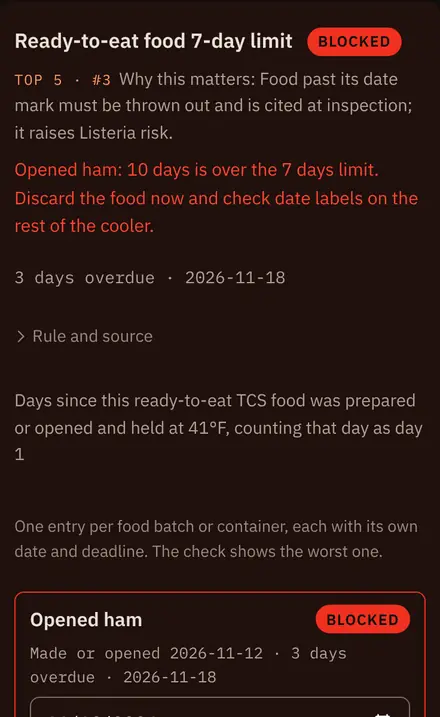 Ready-to-eat food 7-day limit BLOCKED
TOP 5 · #3 Why this matters: Food past its date
mark must be thrown out and is cited at inspection;
it raises Listeria risk.
Opened ham: 10 days is over the 7 days limit.
Discard the food now and check date labels on the
rest of the cooler.
3 days overdue · 2026-11-18
Rule and source
Days since this ready-to-eat TCS food was prepared
or opened and held at 41°F, counting that day as day
1
One entry per food batch or container, each with its own
date and deadline. The check shows the worst one.
Opened ham BLOCKED
Made or opened 2026-11-12 · 3 days
overdue · 2026-11-18